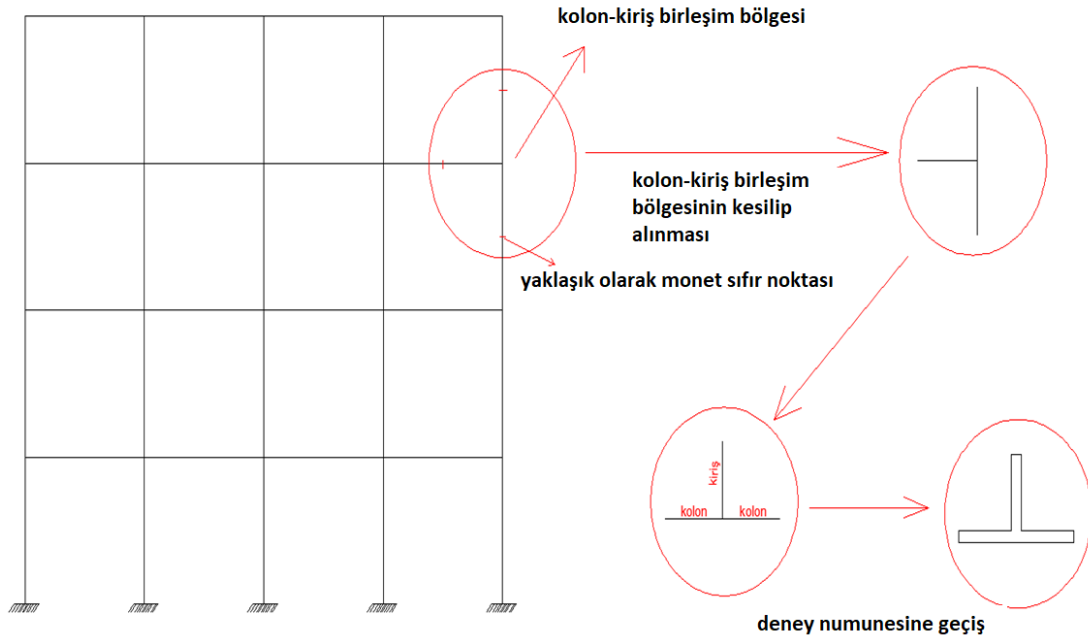 kolon-kiriş birleşim bölgesi
kolon-kiriş birleşim
bölgesinin kesilip
alınması
yaklaşık olarak monet sıfır noktası
kiriş
kolon
kolon
deney numunesine geçiş